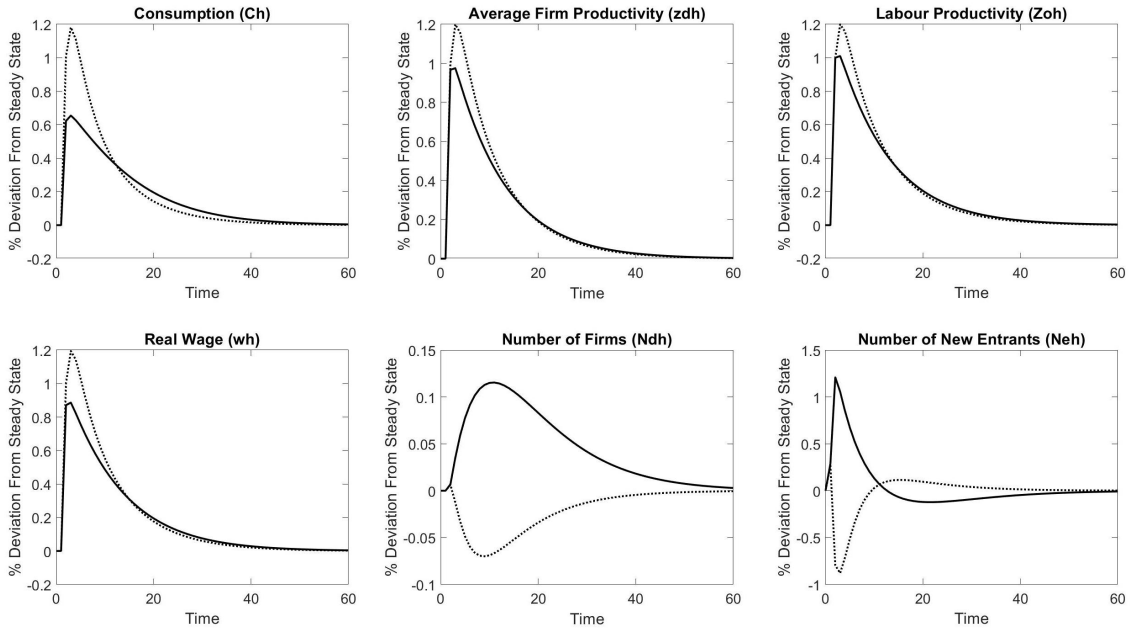 Consumption (Ch)
% Deviation From Steady State
1.2
1
0.8
0.6
0.4
0.2
0
-0.2
0 20 40 60
Time
Average Firm Productivity (zdh)
% Deviation From Steady State
1.2
1
0.8
0.6
0.4
0.2
0
0 20 40 60
Time
Labour Productivity (Zoh)
% Deviation From Steady State
1.2
1
0.8
0.6
0.4
0.2
0
-0.2
0 20 40 60
Time
Real Wage (wh)
% Deviation From Steady State
1.2
1
0.8
0.6
0.4
0.2
0
-0.2
0 20 40 60
Time
Number of Firms (Ndh)
% Deviation From Steady State
0.15
0.1
0.05
0
-0.05
-0.1
0 20 40 60
Time
Number of New Entrants (Neh)
% Deviation From Steady State
1.5
1
0.5
0
-0.5
-1
0 20 40 60
Time